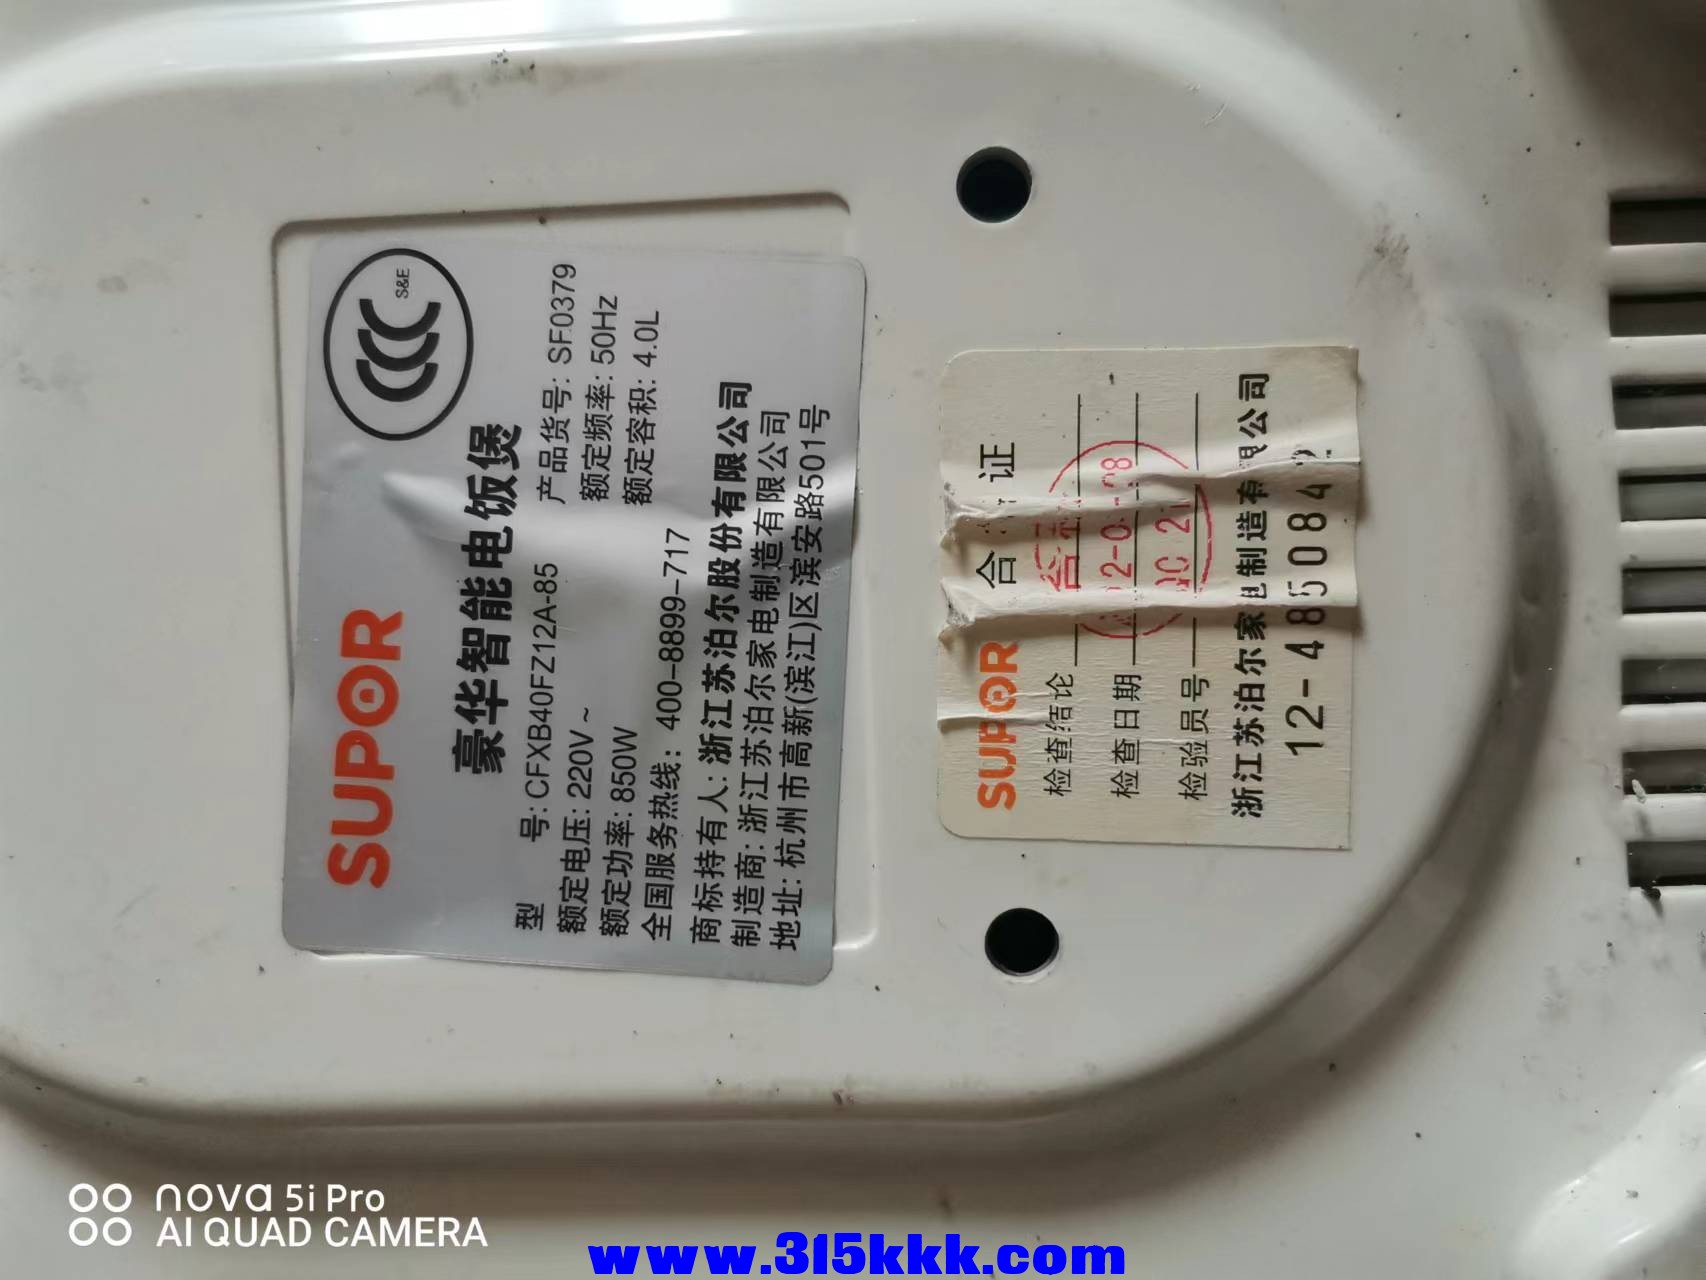 S&E
SUPOR
豪华智能电饭煲
型 号: CFXB40FZ12A-85 产品货号: SF0379
额定电压: 220V ~ 额定频率: 50Hz
额定功率: 850W 额定容积: 4.0L
全国服务热线: 400-8899-717
商标持有人: 浙江苏泊尔股份有限公司
制造商: 浙江苏泊尔家电制造有限公司
地址: 杭州市高新(滨江)区滨安路501号
SUPOR 合 证
检查结论
检查日期
检验员号
浙江苏泊尔家电制造有限公司
12-485084
nova 5i Pro
AI QUAD CAMERA
www.315kkk.com